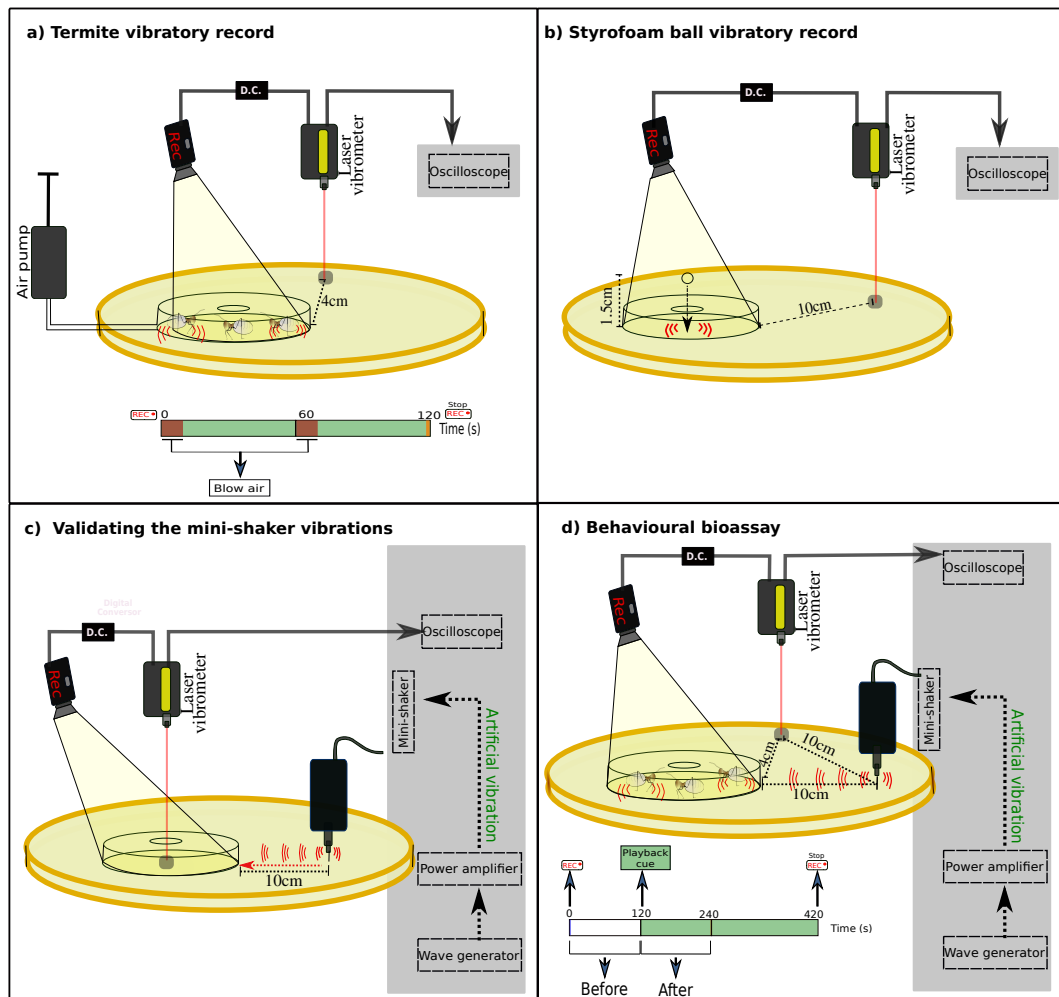 a) Termite vibratory record
D.C.
Rec
Laser
vibrometer
Oscilloscope
Air pump
4cm
REC
0
60
120
Stop
REC
Time (s)
Blow air
b) Styrofoam ball vibratory record
D.C.
Rec
Laser
vibrometer
Oscilloscope
1.5cm
10cm
c) Validating the mini-shaker vibrations
Digital
Conversor
D.C.
Rec
Laser
vibrometer
Oscilloscope
Mini-shaker
Artificial vibration
10cm
Power amplifier
Wave generator
d) Behavioural bioassay
D.C.
Rec
Laser
vibrometer
Oscilloscope
Mini-shaker
Artificial vibration
4cm
10cm
10cm
Power amplifier
Wave generator
REC
Playback
cue
Stop
REC
0
120
240
420
Time (s)
Before
After